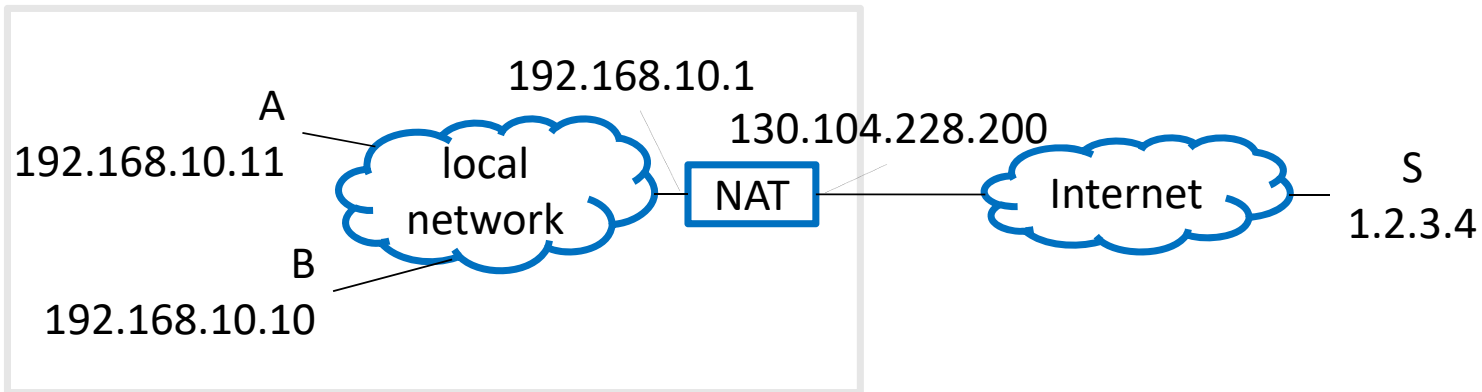 192.168.10.1
A
130.104.228.200
192.168.10.11
local
network
NAT
Internet
S
1.2.3.4
B
192.168.10.10